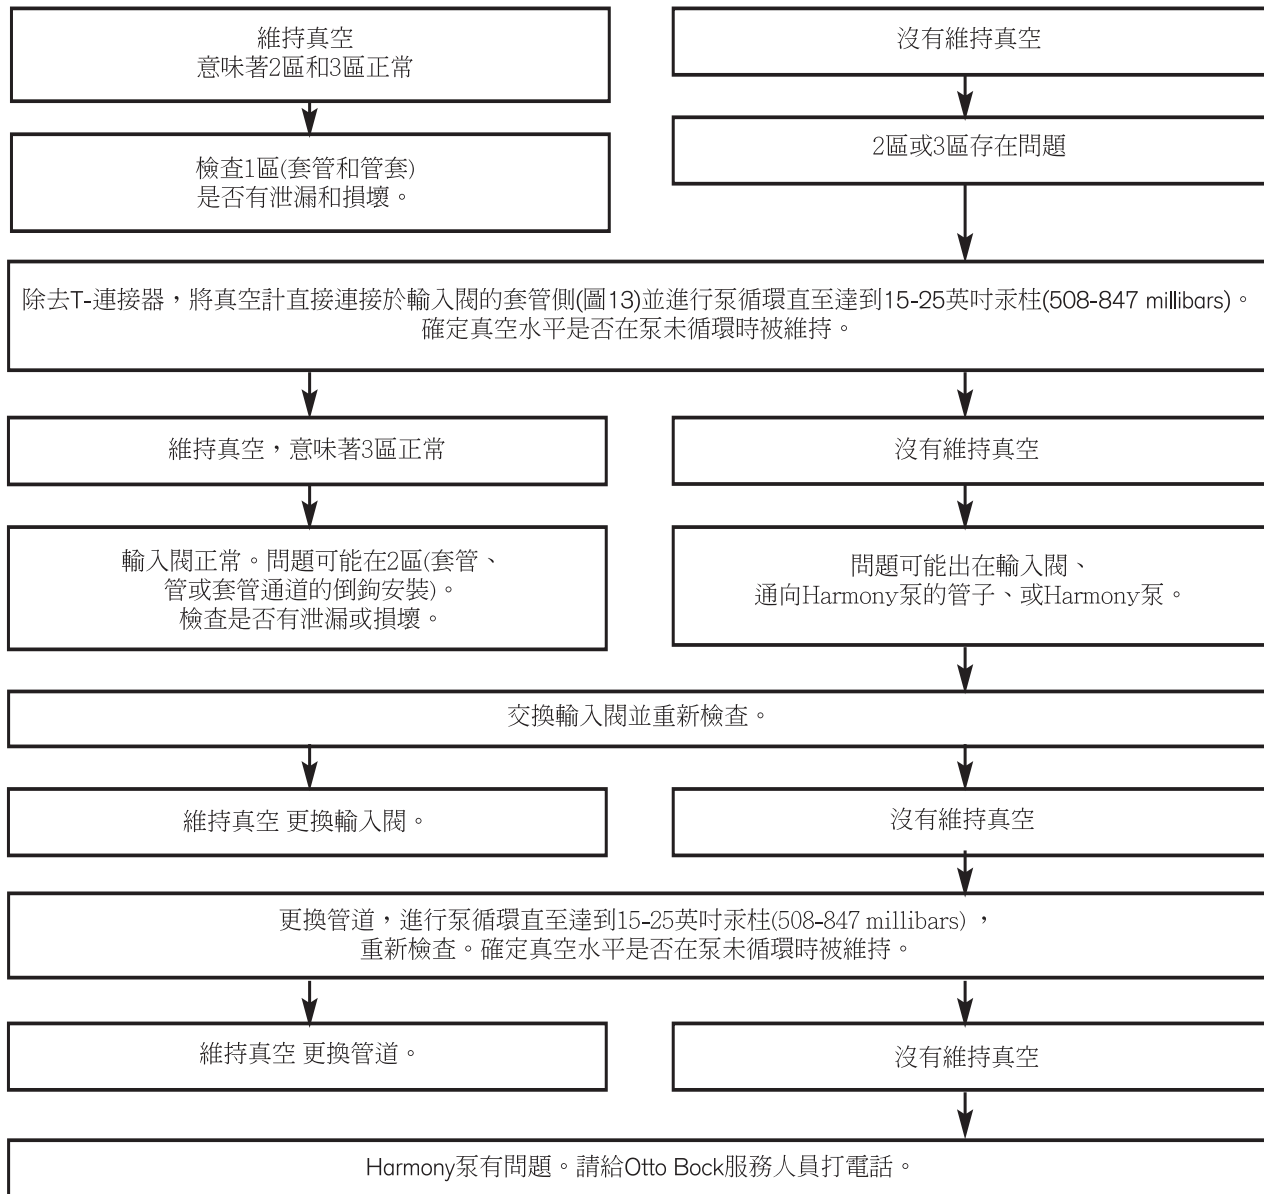 維持真空
意味著2區和3區正常
沒有維持真空
檢查1區(套管和管套)
是否有泄漏和損壞。
2區或3區存在問題
除去T-連接器，將真空計直接連接於輸入閥的套管側(圖13)並進行泵循環直至達到15-25英吋汞柱(508-847 millibars)。
確定真空水平是否在泵未循環時被維持。
維持真空，意味著3區正常
沒有維持真空
輸入閥正常。問題可能在2區(套管、
管或套管通道的倒鉤安裝)。
檢查是否有泄漏或損壞。
問題可能出在輸入閥、
通向Harmony泵的管子、或Harmony泵。
交換輸入閥並重新檢查。
維持真空 更換輸入閥。
沒有維持真空
更換管道，進行泵循環直至達到15-25英吋汞柱(508-847 millibars)，
重新檢查。確定真空水平是否在泵未循環時被維持。
維持真空 更換管道。
沒有維持真空
Harmony泵有問題。請給Otto Bock服務人員打電話。